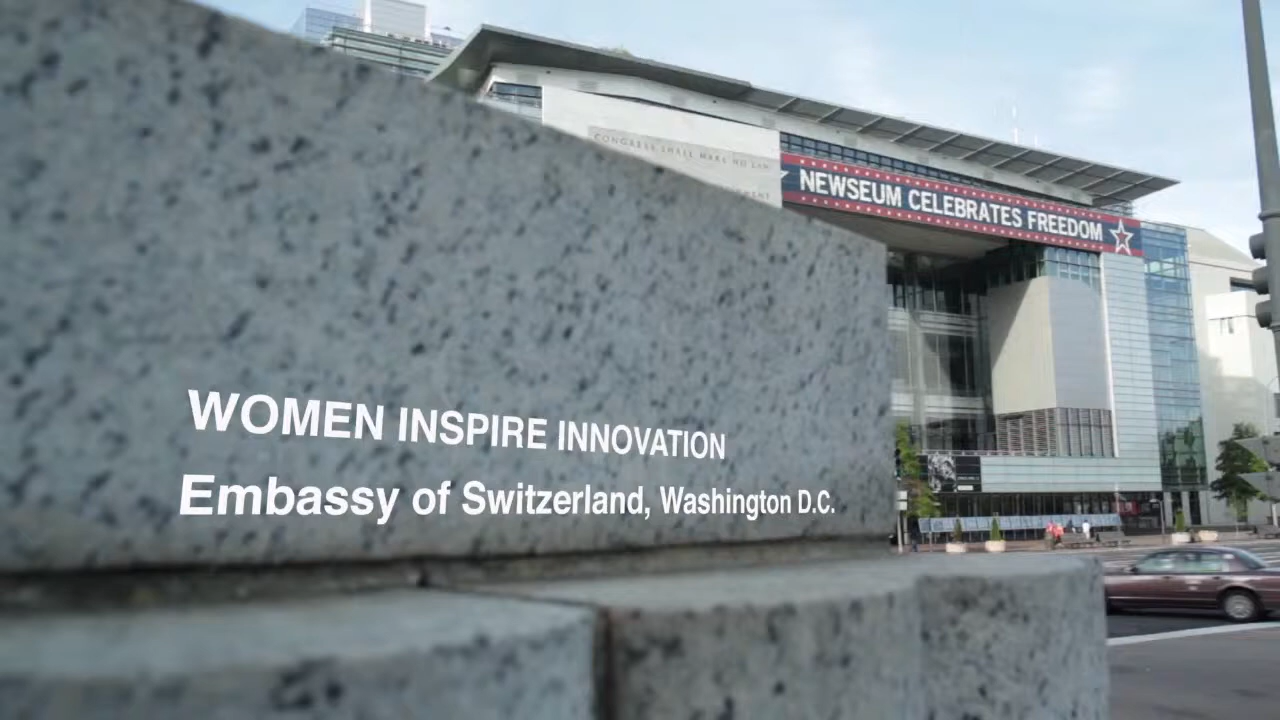 CONGRESS SHALL MAKE NO LAW
NEWSEUM CELEBRATES FREEDOM
WOMEN INSPIRE INNOVATION
Embassy of Switzerland, Washington D.C.